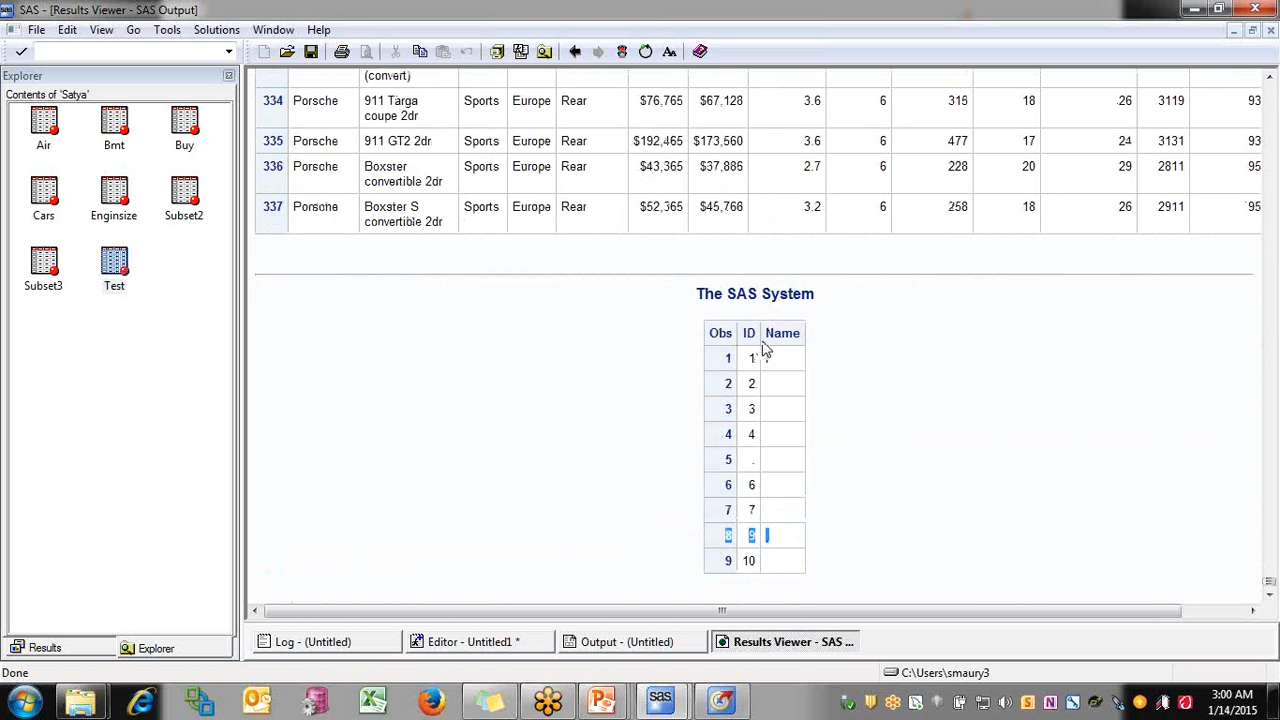 SAS - [Results Viewer - SAS Output]
File Edit View Go Tools Solutions Window Help
Explorer
Contents of 'Satya'
Air Bmt Buy
Cars Enginsize Subset2
Subset3 Test
(convert)
334 Porsche 911 Targa coupe 2dr Sports Europe Rear $76,765 $67,128 3.6 6 315 18 26 3119 93
335 Porsche 911 GT2 2dr Sports Europe Rear $192,465 $173,560 3.6 6 477 17 24 3131 93
336 Porsche Boxster convertible 2dr Sports Europe Rear $43,365 $37,886 2.7 6 228 20 29 2811 95
337 Porsche Boxster S convertible 2dr Sports Europe Rear $52,365 $45,766 3.2 6 258 18 26 2911 95
The SAS System
Obs ID Name
1 1
2 2
3 3
4 4
5 .
6 6
7 7
8 9
9 10
Results Explorer
Log - (Untitled) Editor - Untitled1 * Output - (Untitled) Results Viewer - SAS ...
Done C:\Users\smaury3
sas
3:00 AM
1/14/2015